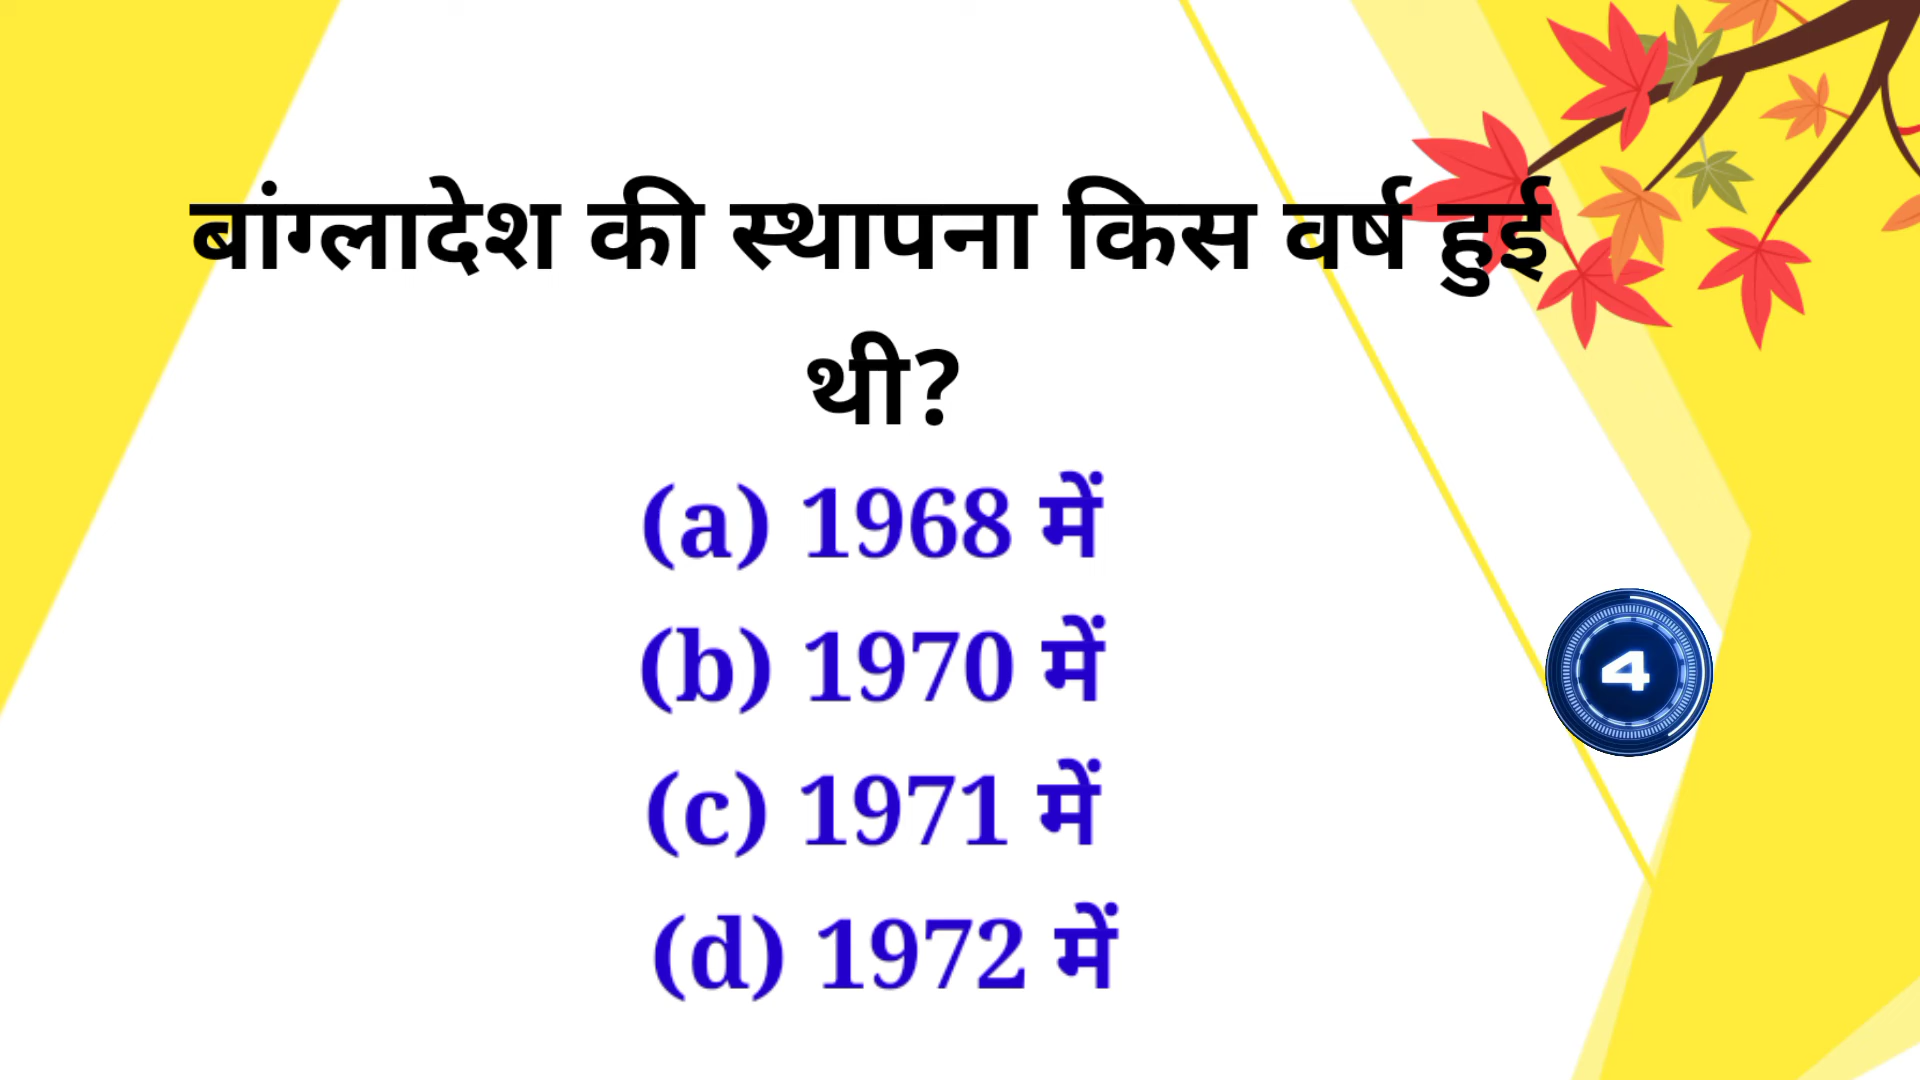 बांग्लादेश की स्थापना किस वर्ष हुई
थी?
(a) 1968 में
(b) 1970 में
(c) 1971 में
(d) 1972 में
4